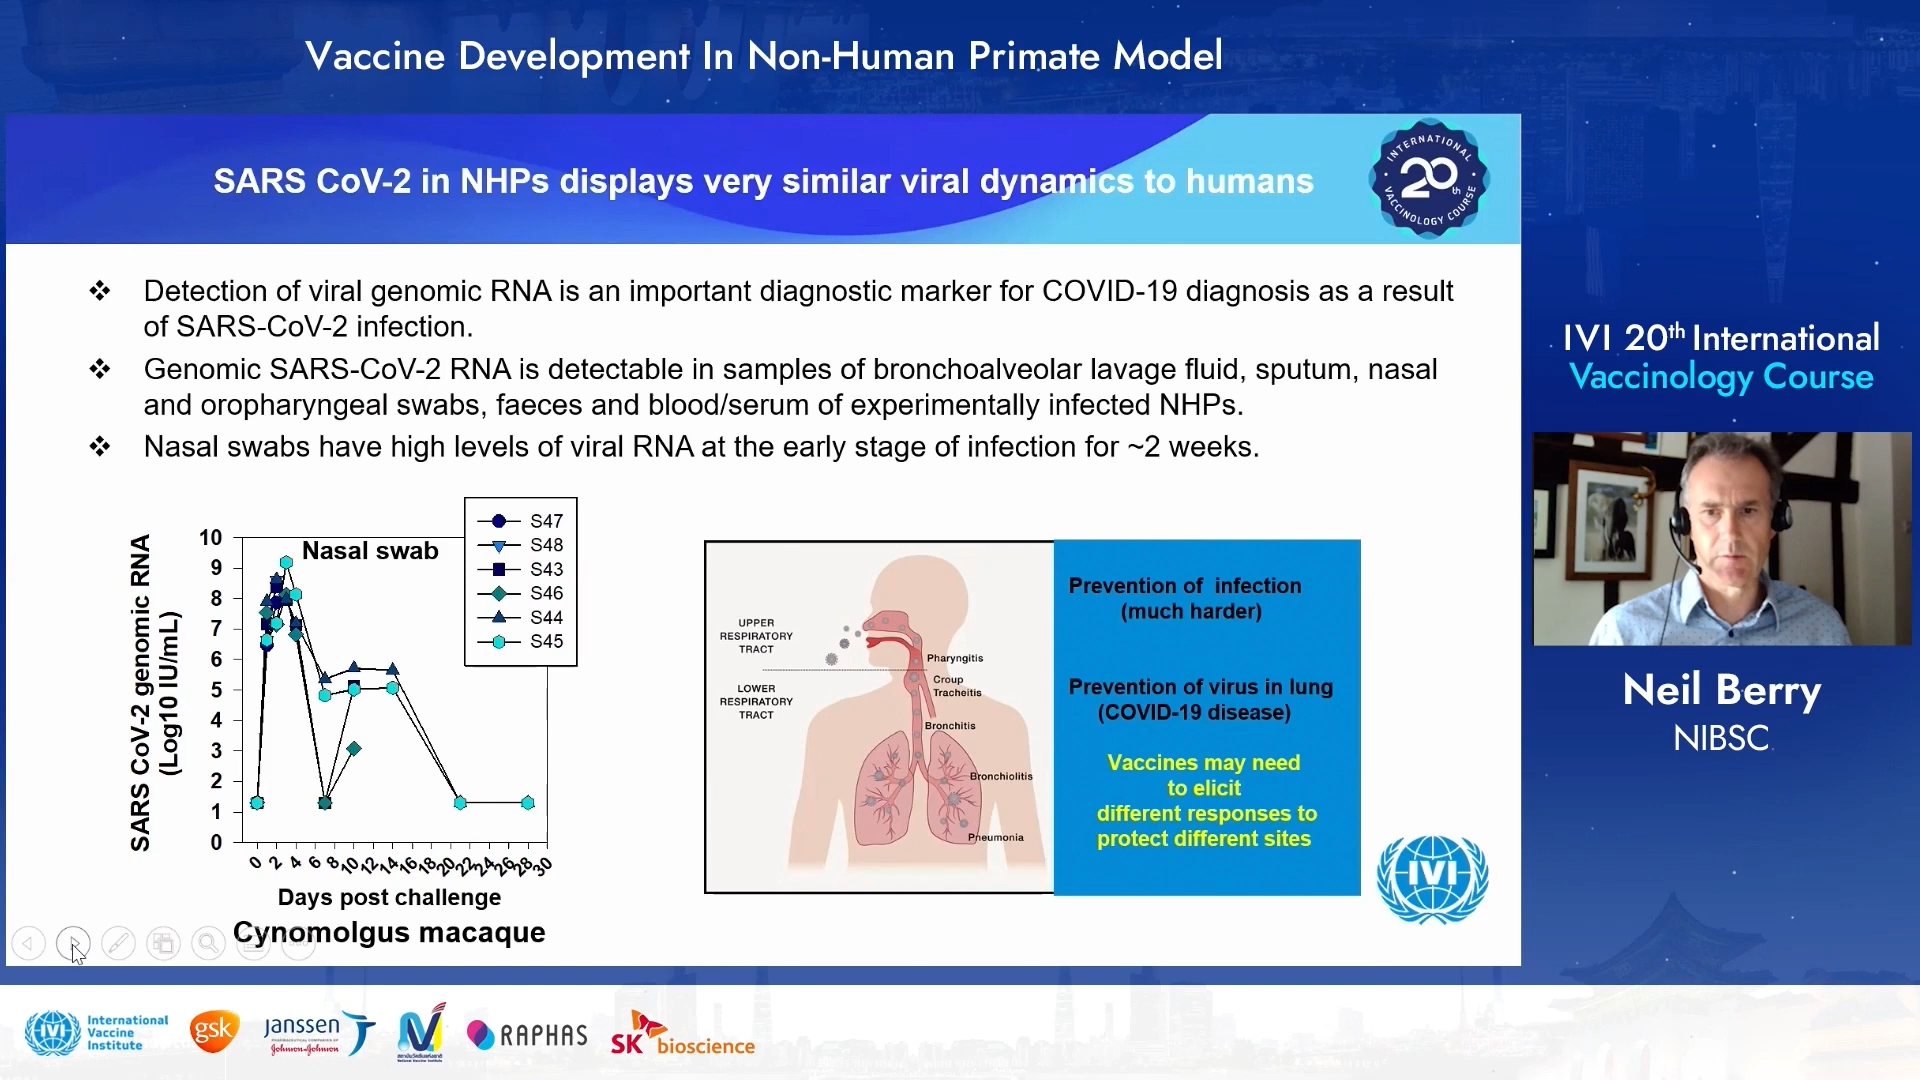 Vaccine Development In Non-Human Primate Model
SARS CoV-2 in NHPs displays very similar viral dynamics to humans
INTERNATIONAL
20th
VACCINOLOGY COURSE
❖ Detection of viral genomic RNA is an important diagnostic marker for COVID-19 diagnosis as a result
of SARS-CoV-2 infection.
❖ Genomic SARS-CoV-2 RNA is detectable in samples of bronchoalveolar lavage fluid, sputum, nasal
and oropharyngeal swabs, faeces and blood/serum of experimentally infected NHPs.
❖ Nasal swabs have high levels of viral RNA at the early stage of infection for ~2 weeks.
SARS CoV-2 genomic RNA
(Log10 IU/mL)
10
9
8
7
6
5
4
3
2
1
0
Nasal swab
S47
S48
S43
S46
S44
S45
0 2 4 6 8 10 12 14 16 18 20 22 24 26 28 30
Days post challenge
Cynomolgus macaque
UPPER
RESPIRATORY
TRACT
LOWER
RESPIRATORY
TRACT
Pharyngitis
Croup
Tracheitis
Bronchitis
Bronchiolitis
Pneumonia
Prevention of infection
(much harder)
Prevention of virus in lung
(COVID-19 disease)
Vaccines may need
to elicit
different responses to
protect different sites
IVI
IVI 20th International
Vaccinology Course
Neil Berry
NIBSC
IVI
International
Vaccine
Institute
gsk
Janssen
PHARMACEUTICAL COMPANIES OF
Johnson & Johnson
National Vaccine Institute
RAPHAS
SK bioscience